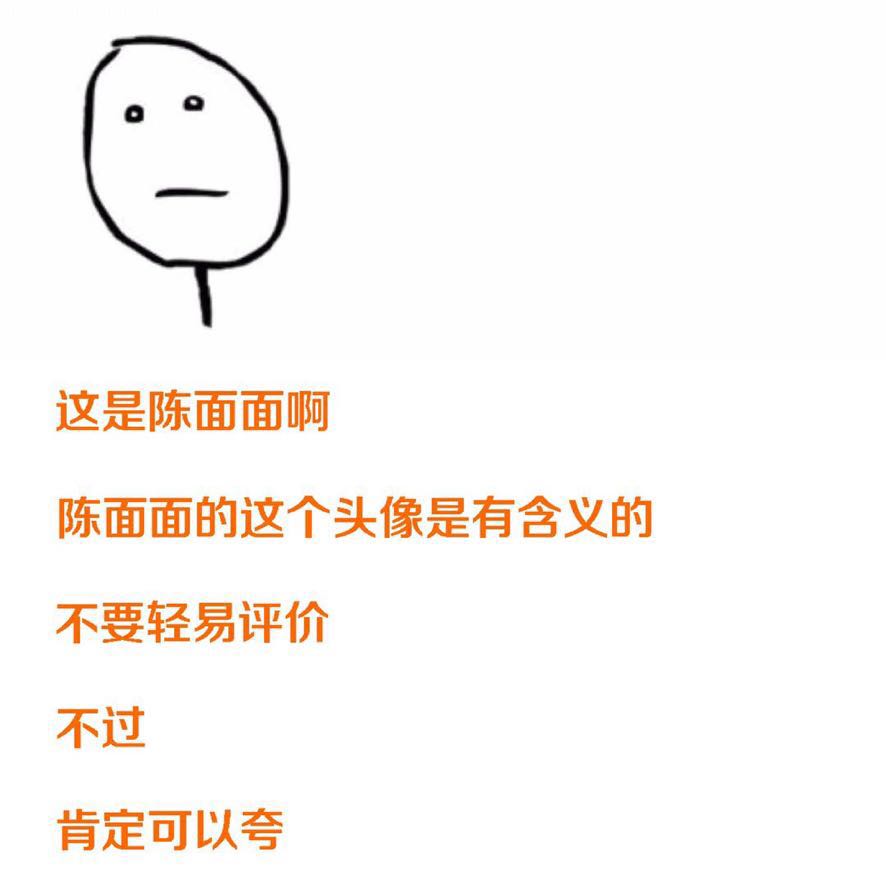 这是陈面面啊
陈面面的这个头像是有含义的
不要轻易评价
不过
肯定可以夸